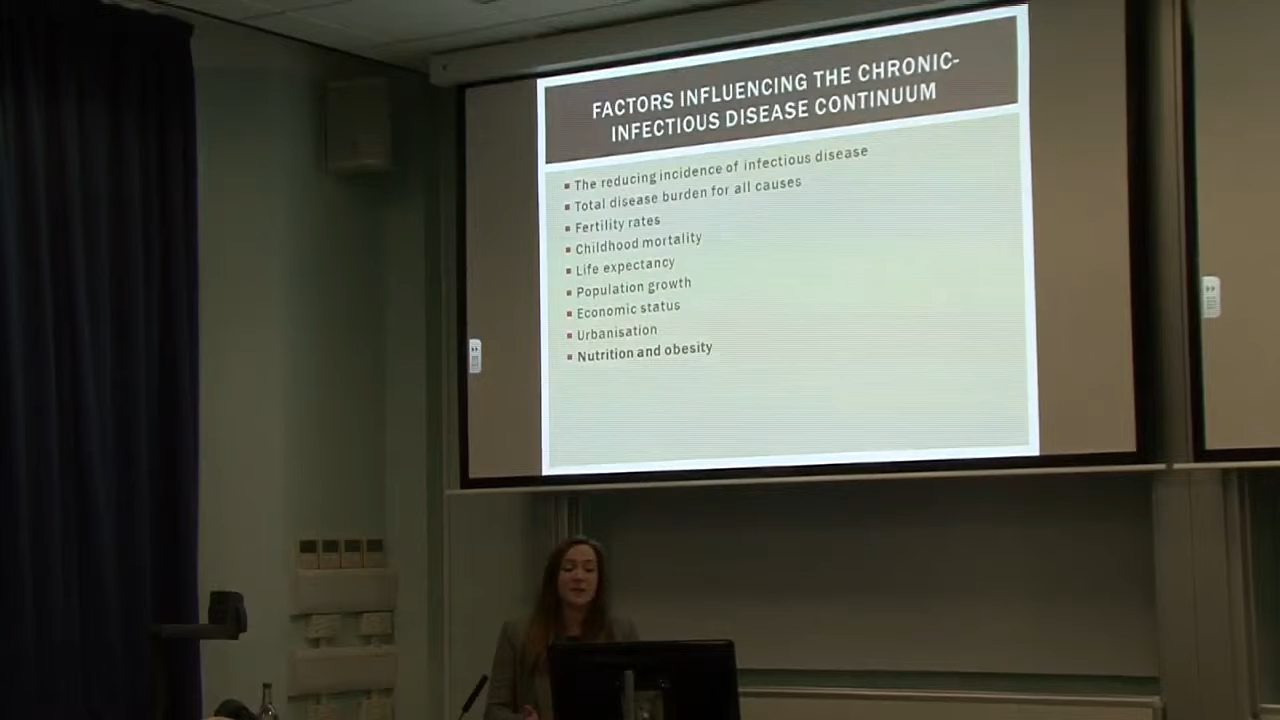 FACTORS INFLUENCING THE CHRONIC-
INFECTIOUS DISEASE CONTINUUM
The reducing incidence of infectious disease
Total disease burden for all causes
Fertility rates
Childhood mortality
Life expectancy
Population growth
Economic status
Urbanisation
Nutrition and obesity